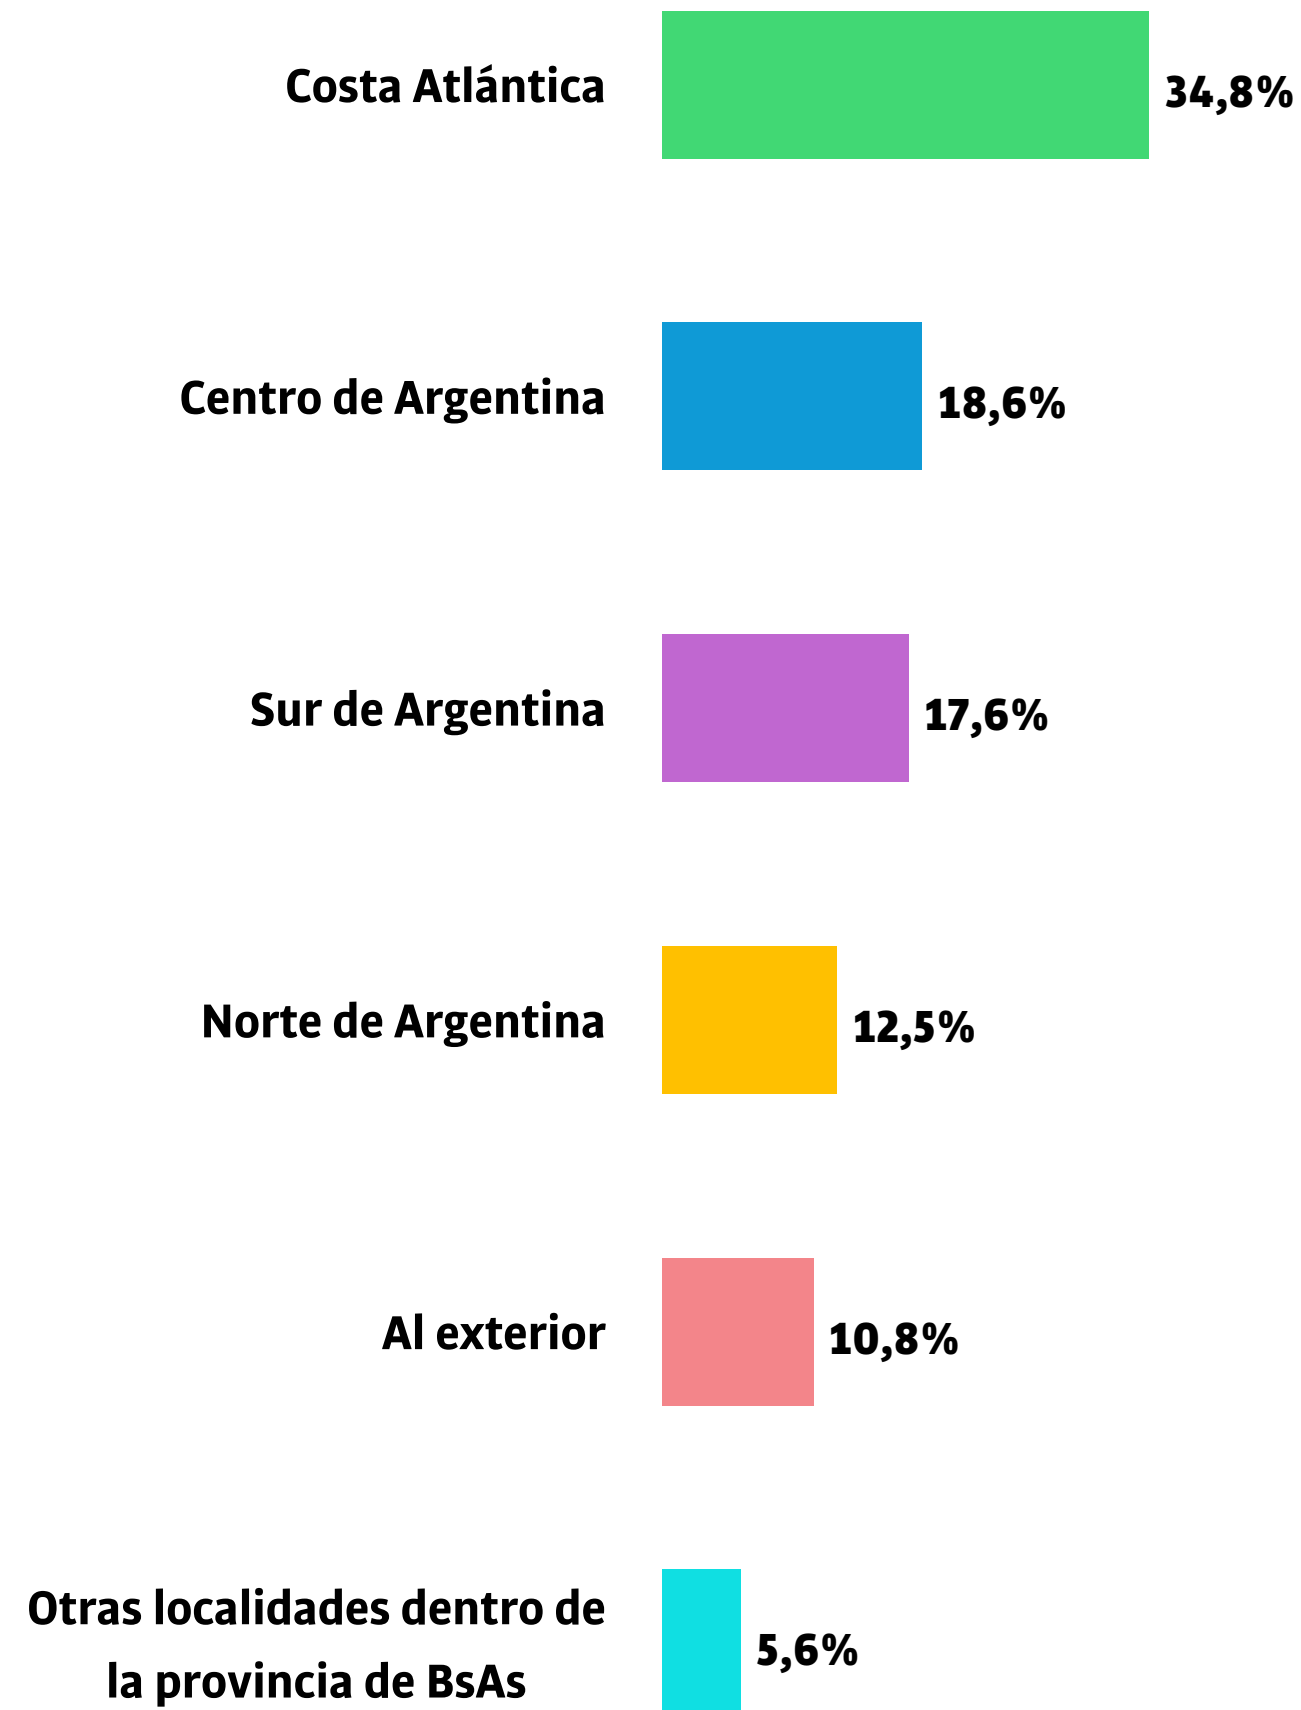 Costa Atlántica
34,8%
Centro de Argentina
18,6%
Sur de Argentina
17,6%
Norte de Argentina
12,5%
Al exterior
10,8%
Otras localidades dentro de
la provincia de BsAs
5,6%